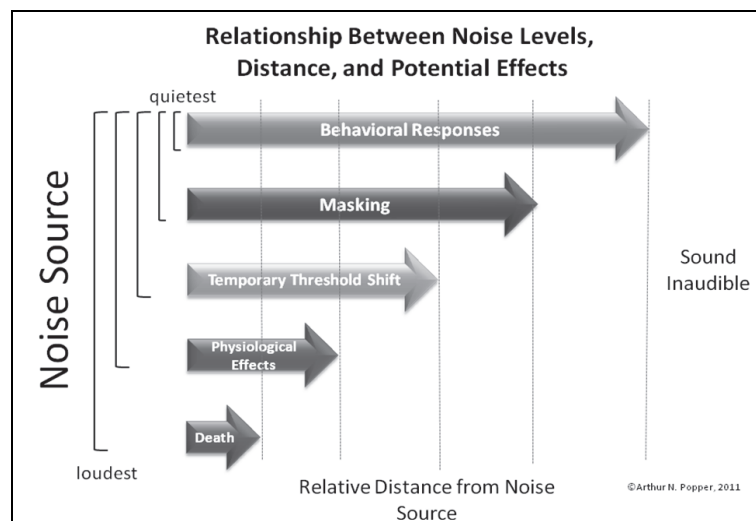 Relationship Between Noise Levels,
Distance, and Potential Effects
quietest
Behavioral Responses
Masking
Noise Source
Sound
Inaudible
Temporary Threshold Shift
Physiological
Effects
Death
loudest
Relative Distance from Noise
Source
©Arthur N. Popper, 2011